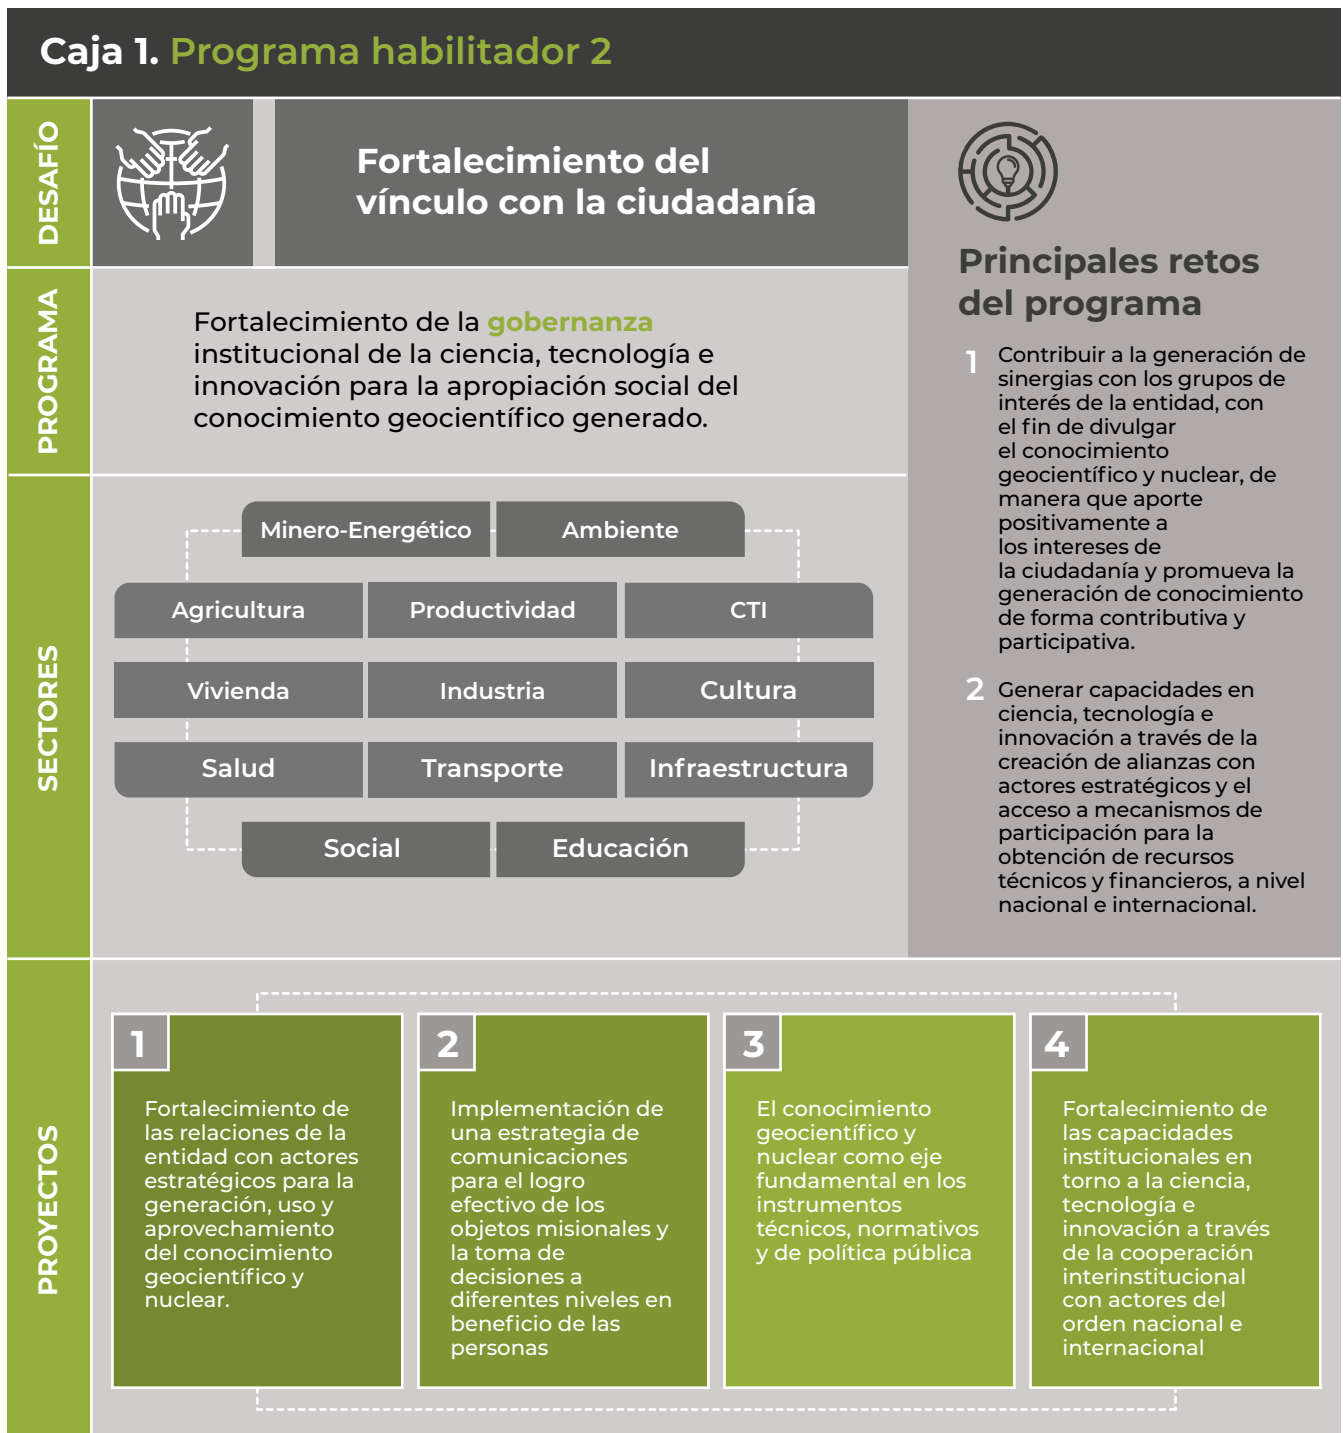 Caja 1. Programa habilitador 2
DESAFÍO
Fortalecimiento del
vínculo con la ciudadanía
PROGRAMA
Fortalecimiento de la gobernanza
institucional de la ciencia, tecnología e
innovación para la apropiación social del
conocimiento geocientífico generado.
SECTORES
Minero-Energético
Ambiente
Agricultura
Productividad
CTI
Vivienda
Industria
Cultura
Salud
Transporte
Infraestructura
Social
Educación
Principales retos
del programa
1 Contribuir a la generación de
sinergias con los grupos de
interés de la entidad, con
el fin de divulgar
el conocimiento
geocientífico y nuclear, de
manera que aporte
positivamente a
los intereses de
la ciudadanía y promueva la
generación de conocimiento
de forma contributiva y
participativa.
2 Generar capacidades en
ciencia, tecnología e
innovación a través de la
creación de alianzas con
actores estratégicos y el
acceso a mecanismos de
participación para la
obtención de recursos
técnicos y financieros, a nivel
nacional e internacional.
PROYECTOS
1
Fortalecimiento de
las relaciones de la
entidad con actores
estratégicos para la
generación, uso y
aprovechamiento
del conocimiento
geocientífico y
nuclear.
2
Implementación de
una estrategia de
comunicaciones
para el logro
efectivo de los
objetos misionales y
la toma de
decisiones a
diferentes niveles en
beneficio de las
personas
3
El conocimiento
geocientífico y
nuclear como eje
fundamental en los
instrumentos
técnicos, normativos
y de política pública
4
Fortalecimiento de
las capacidades
institucionales en
torno a la ciencia,
tecnología e
innovación a través
de la cooperación
interinstitucional
con actores del
orden nacional e
internacional